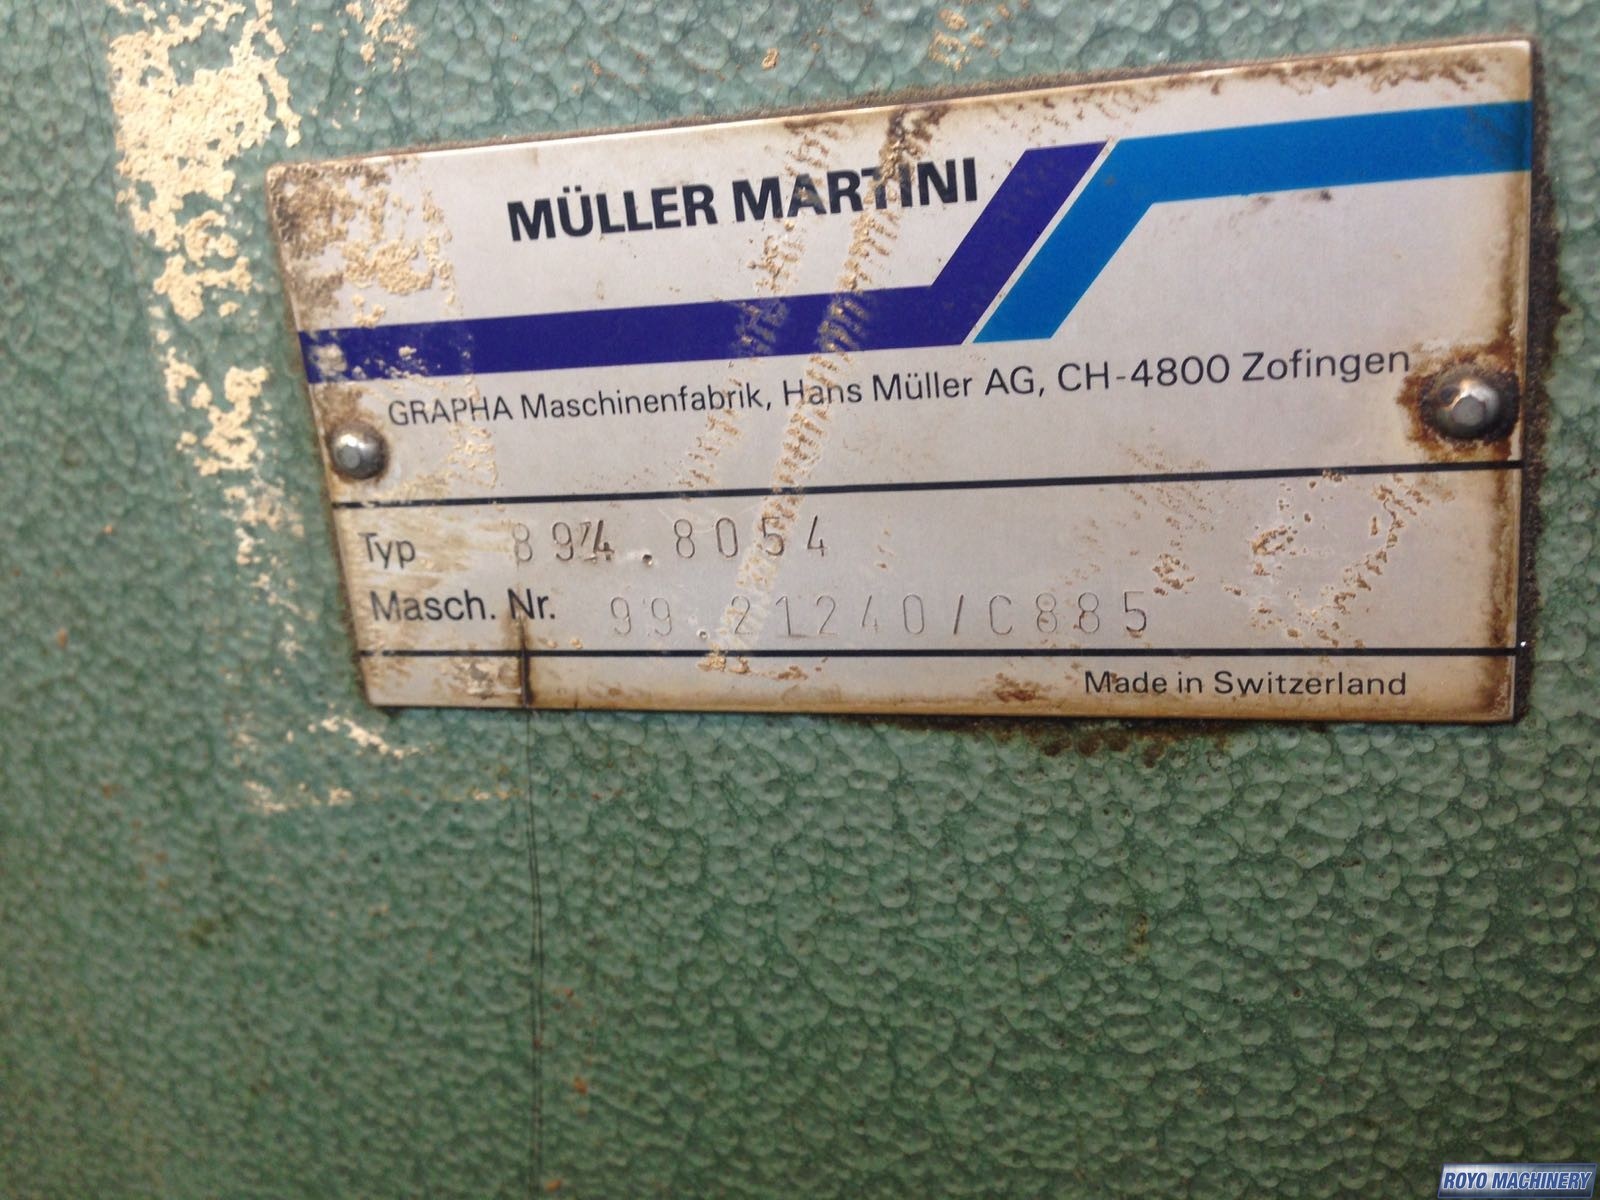 MÜLLER MARTINI
GRAPHA Maschinenfabrik, Hans Müller AG, CH-4800 Zofingen
Typ 894.8054
Masch. Nr. 99.21240/C885
Made in Switzerland
ROYO MACHINERY